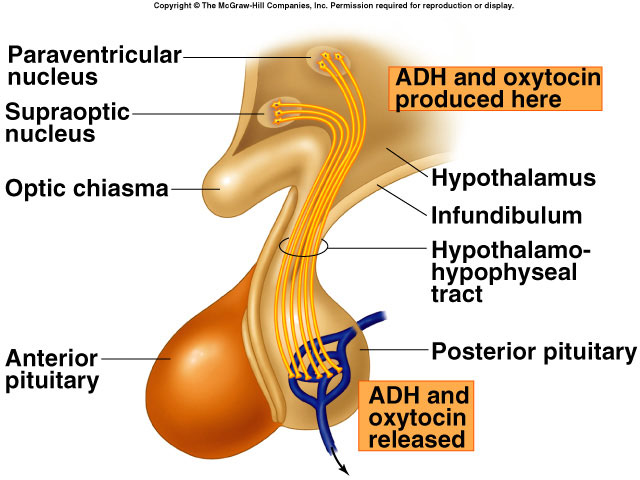 Copyright © The McGraw-Hill Companies, Inc. Permission required for reproduction or display.
Paraventricular
nucleus
Supraoptic
nucleus
Optic chiasma
Anterior
pituitary
ADH and oxytocin
produced here
Hypothalamus
Infundibulum
Hypothalamo-
hypophyseal
tract
Posterior pituitary
ADH and
oxytocin
released